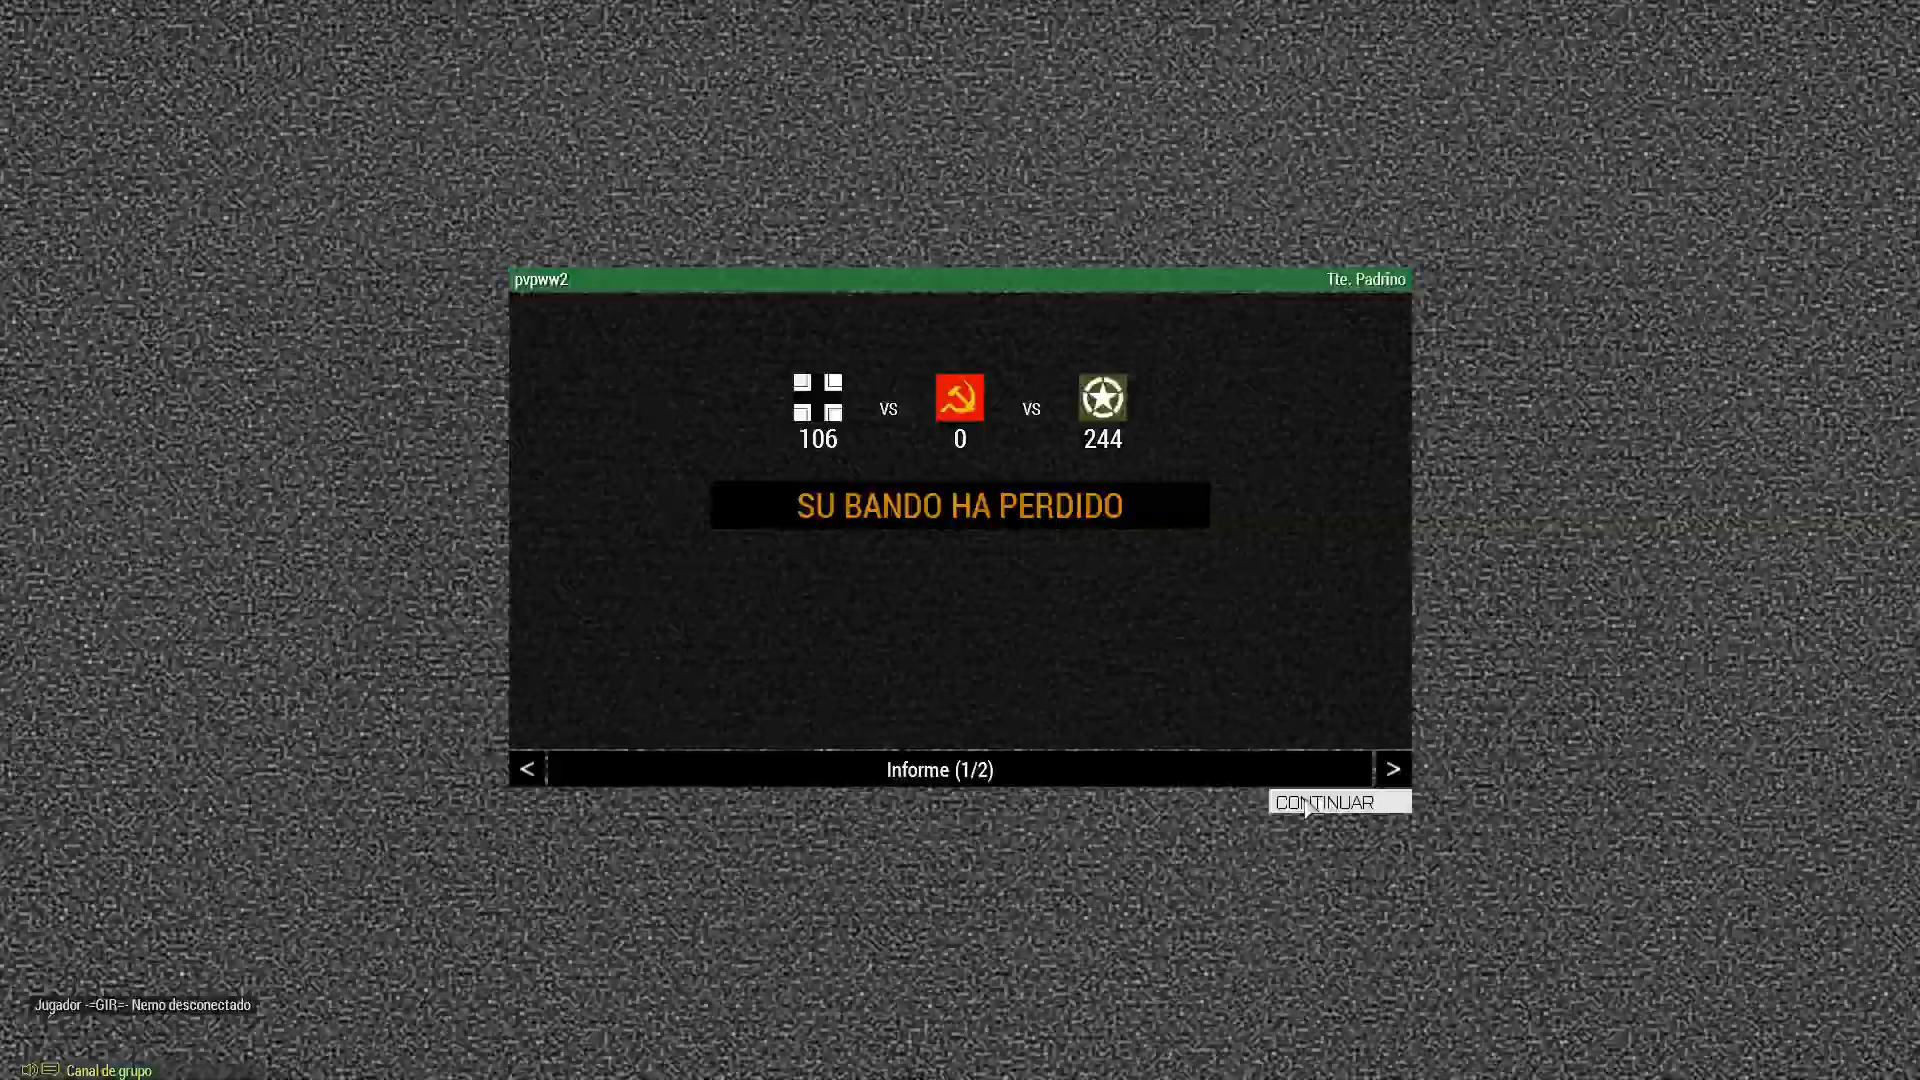 pvpww2 Tte. Padrino
vs vs
106 0 244
SU BANDO HA PERDIDO
< Informe (1/2) >
CONTINUAR
Jugador -=GIR=- Nemo desconectado
Canal de grupo